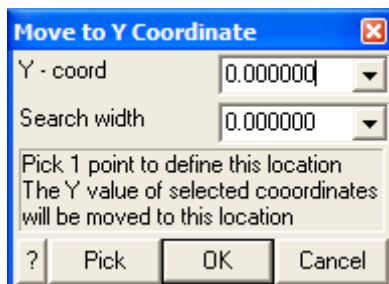 Move to Y Coordinate
Y - coord 0.000000
Search width 0.000000
Pick 1 point to define this location
The Y value of selected cooordinates
will be moved to this location
? Pick OK Cancel